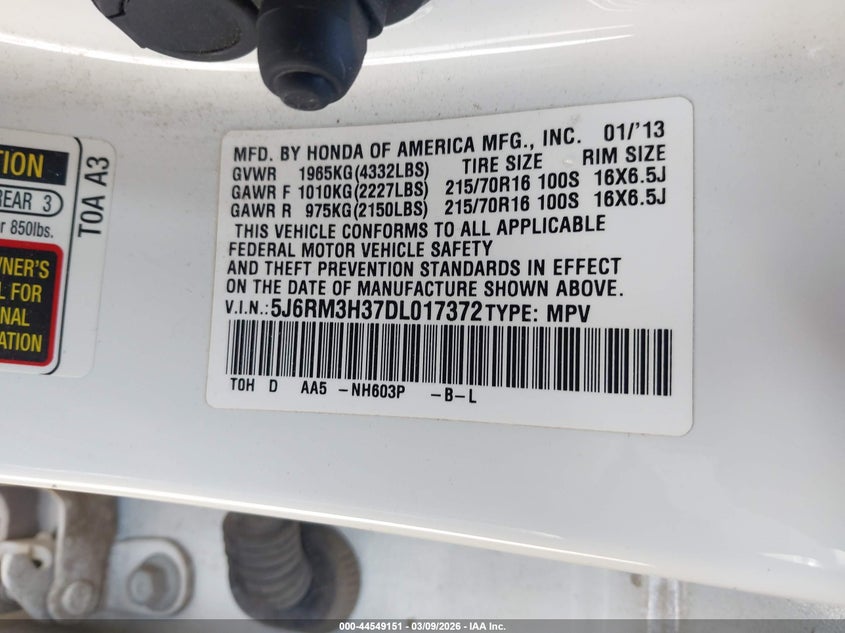 TION
REAR 3
r 850lbs.
WNER'S
L FOR
NAL
ATION
T0A A3
MFD. BY HONDA OF AMERICA MFG., INC. 01/'13
GVWR 1965KG(4332LBS) TIRE SIZE RIM SIZE
GAWR F 1010KG(2227LBS) 215/70R16 100S 16X6.5J
GAWR R 975KG(2150LBS) 215/70R16 100S 16X6.5J
THIS VEHICLE CONFORMS TO ALL APPLICABLE
FEDERAL MOTOR VEHICLE SAFETY
AND THEFT PREVENTION STANDARDS IN EFFECT
ON THE DATE OF MANUFACTURE SHOWN ABOVE.
V.I.N.: 5J6RM3H37DL017372 TYPE: MPV
T0H D AA5 -NH603P -B-L
000-44549151 | 03/09/2026 - IAA Inc.